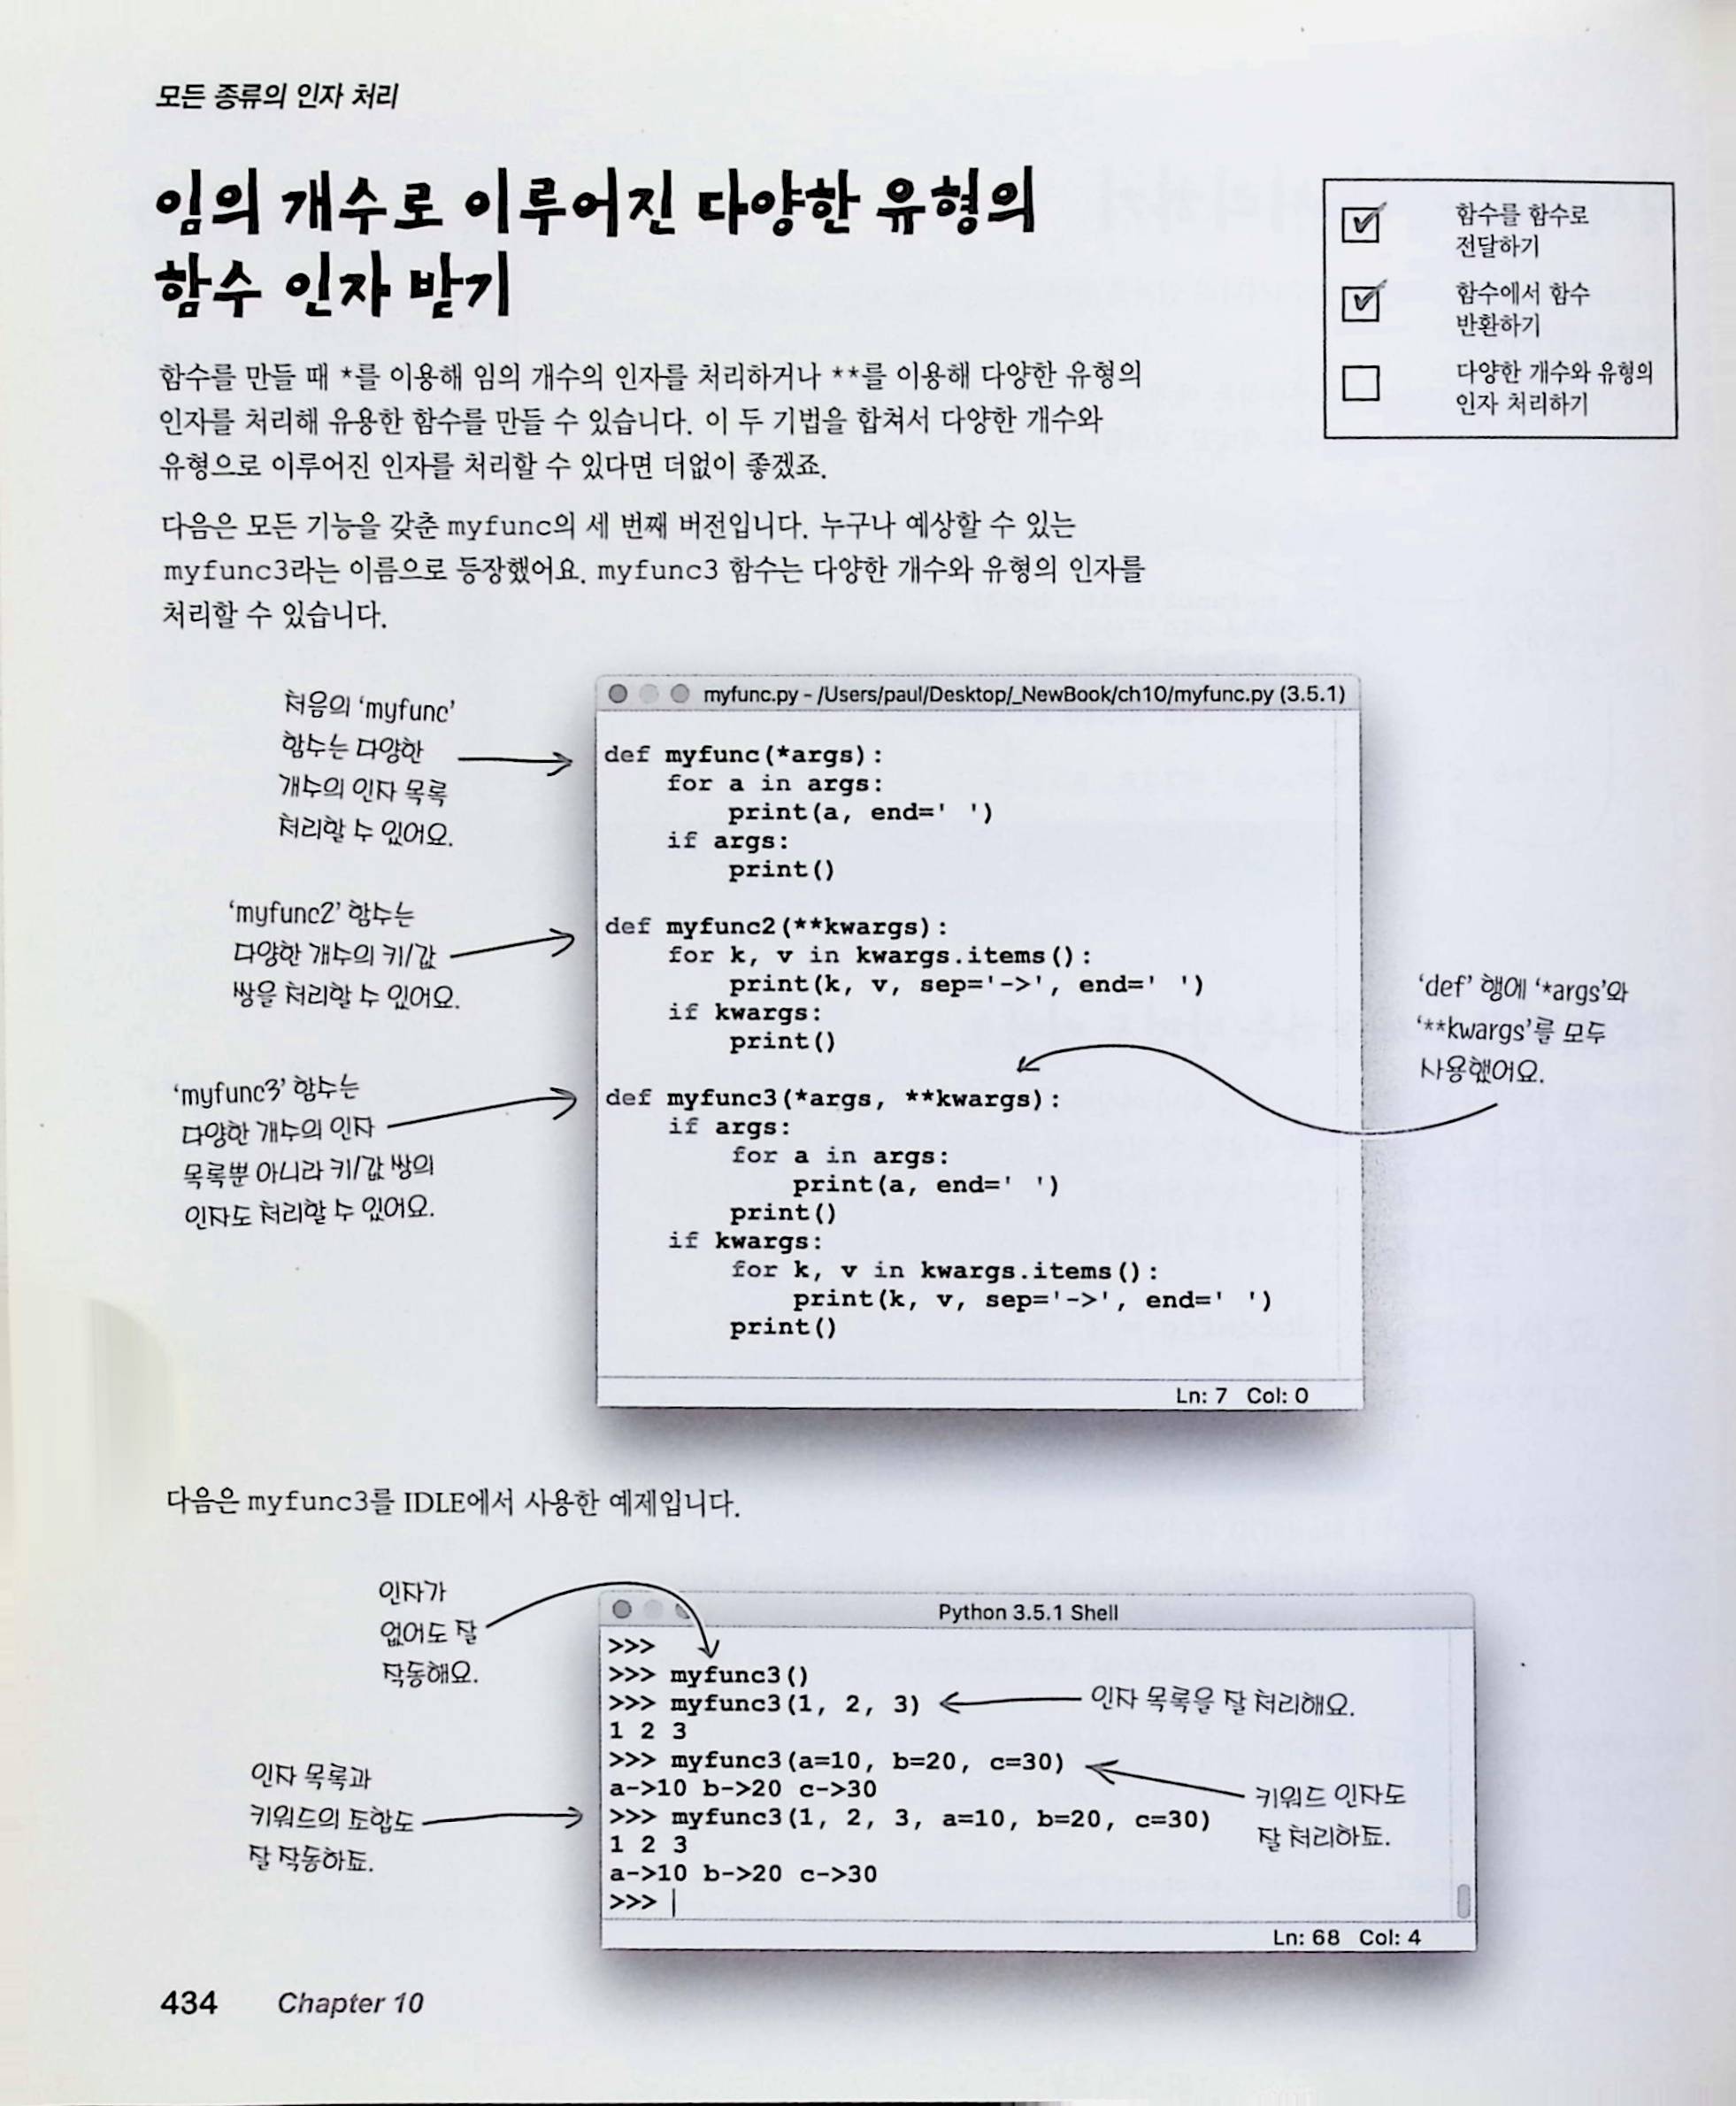 모든 종류의 인자 처리
임의 개수로 이루어진 다양한 유형의
함수 인자 받기
함수를 함수로
전달하기
함수에서 함수
반환하기
다양한 개수와 유형의
인자 처리하기
함수를 만들 때 *를 이용해 임의 개수의 인자를 처리하거나 **를 이용해 다양한 유형의
인자를 처리해 유용한 함수를 만들 수 있습니다. 이 두 기법을 합쳐서 다양한 개수와
유형으로 이루어진 인자를 처리할 수 있다면 더없이 좋겠죠.
다음은 모든 기능을 갖춘 myfunc의 세 번째 버전입니다. 누구나 예상할 수 있는
myfunc3라는 이름으로 등장했어요. myfunc3 함수는 다양한 개수와 유형의 인자를
처리할 수 있습니다.
처음의 ‘myfunc’
함수는 다양한
개수의 인자 목록
처리할 수 있어요.
‘myfunc2’ 함수는
다양한 개수의 키/값
쌍을 처리할 수 있어요.
‘myfunc3’ 함수는
다양한 개수의 인자
목록뿐 아니라 키/값 쌍의
인자도 처리할 수 있어요.
myfunc.py - /Users/paul/Desktop/_NewBook/ch10/myfunc.py (3.5.1)
def myfunc(*args):
    for a in args:
        print(a, end=' ')
    if args:
        print()
def myfunc2(**kwargs):
    for k, v in kwargs.items():
        print(k, v, sep='->', end=' ')
    if kwargs:
        print()
def myfunc3(*args, **kwargs):
    if args:
        for a in args:
            print(a, end=' ')
        print()
    if kwargs:
        for k, v in kwargs.items():
            print(k, v, sep='->', end=' ')
        print()
Ln: 7 Col: 0
‘def’ 행에 ‘*args’와
‘**kwargs’를 모두
사용했어요.
다음은 myfunc3를 IDLE에서 사용한 예제입니다.
인자가
없어도 잘
작동해요.
인자 목록과
키워드의 조합도
잘 작동하죠.
Python 3.5.1 Shell
>>>
>>> myfunc3()
>>> myfunc3(1, 2, 3)
1 2 3
>>> myfunc3(a=10, b=20, c=30)
a->10 b->20 c->30
>>> myfunc3(1, 2, 3, a=10, b=20, c=30)
1 2 3
a->10 b->20 c->30
>>>
Ln: 68 Col: 4
인자 목록을 잘 처리해요.
키워드 인자도
잘 처리하죠.
434 Chapter 10